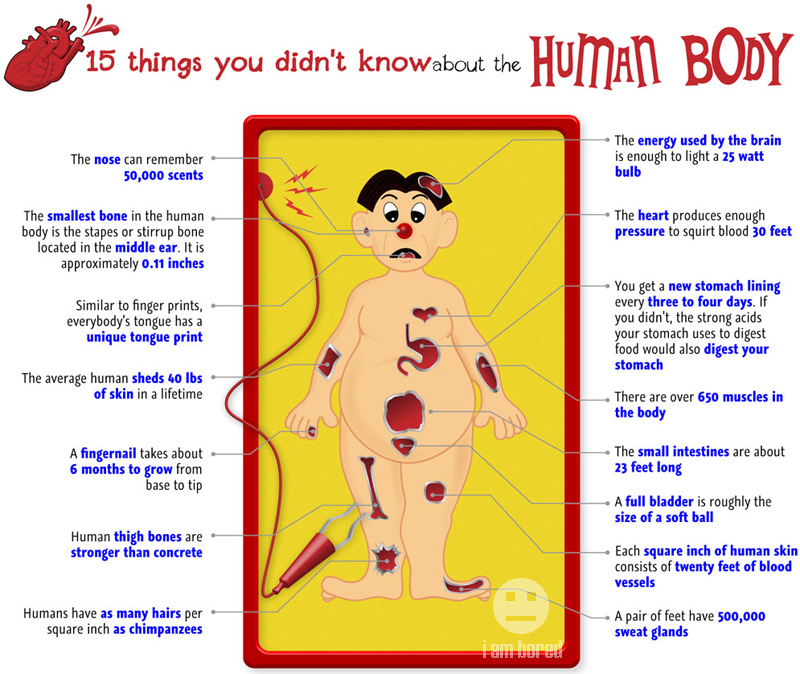 15 things you didn't know about the HUMAN BODY
The nose can remember
50,000 scents
The smallest bone in the human
body is the stapes or stirrup bone
located in the middle ear. It is
approximately 0.11 inches
Similar to finger prints,
everybody's tongue has a
unique tongue print
The average human sheds 40 lbs
of skin in a lifetime
A fingernail takes about
6 months to grow from
base to tip
Human thigh bones are
stronger than concrete
Humans have as many hairs per
square inch as chimpanzees
The energy used by the brain
is enough to light a 25 watt
bulb
The heart produces enough
pressure to squirt blood 30 feet
You get a new stomach lining
every three to four days. If
you didn't, the strong acids
your stomach uses to digest
food would also digest your
stomach
There are over 650 muscles in
the body
The small intestines are about
23 feet long
A full bladder is roughly the
size of a soft ball
Each square inch of human skin
consists of twenty feet of blood
vessels
A pair of feet have 500,000
sweat glands
i am bored